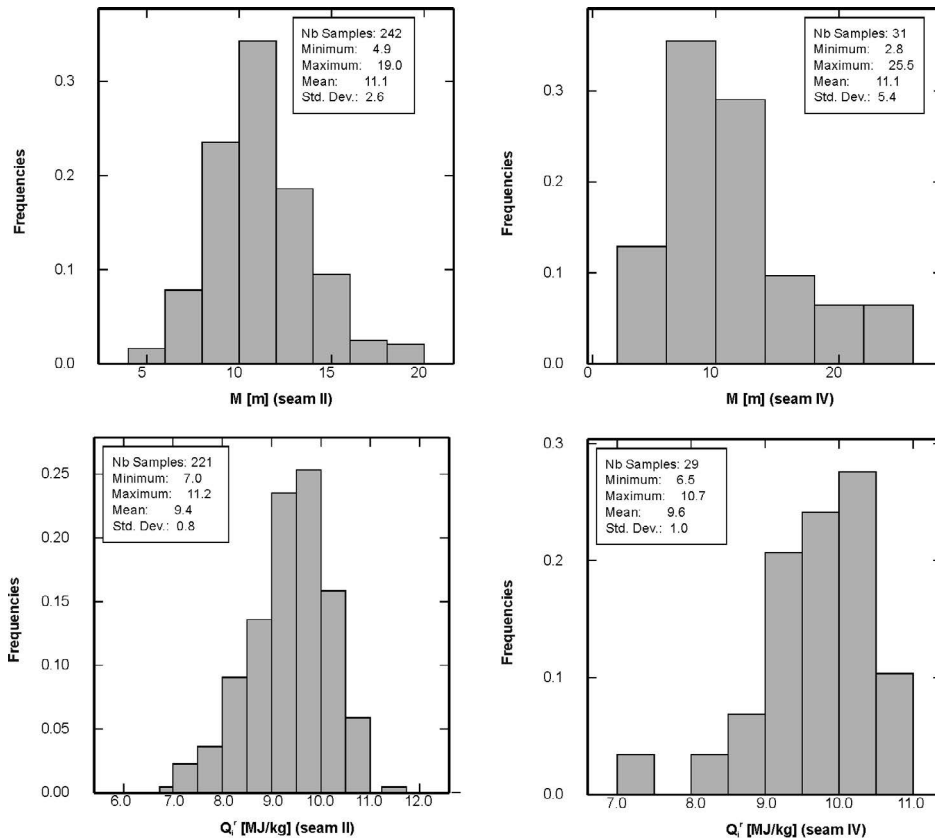 Nb Samples: 242
Minimum: 4.9
Maximum: 19.0
Mean: 11.1
Std. Dev.: 2.6
0.3
0.2
0.1
0.0
Frequencies
5 10 15 20
M [m] (seam II)
Nb Samples: 31
Minimum: 2.8
Maximum: 25.5
Mean: 11.1
Std. Dev.: 5.4
0.3
0.2
0.1
0.0
Frequencies
0 10 20
M [m] (seam IV)
Nb Samples: 221
Minimum: 7.0
Maximum: 11.2
Mean: 9.4
Std. Dev.: 0.8
0.25
0.20
0.15
0.10
0.05
0.00
Frequencies
6.0 7.0 8.0 9.0 10.0 11.0 12.0
Qᵢʳ [MJ/kg] (seam II)
Nb Samples: 29
Minimum: 6.5
Maximum: 10.7
Mean: 9.6
Std. Dev.: 1.0
0.3
0.2
0.1
0.0
Frequencies
7.0 8.0 9.0 10.0 11.0
Qᵢʳ [MJ/kg] (seam IV)